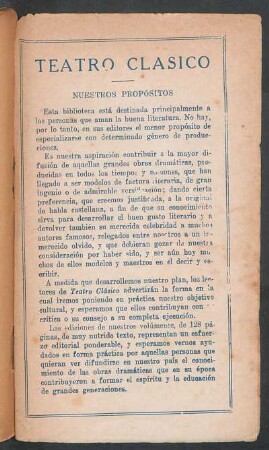 TEATRO CLASICO
NUESTROS PROPÓSITOS
Esta biblioteca está destinada principalmente a
las personas que aman la buena literatura. No hay,
por lo tanto, en sus editores el menor propósito de
especializarse con determinado género de produc-
ciones.
Es nuestra aspiración contribuir a la mayor difu-
sión de aquellas grandes obras dramáticas, pro-
ducidas en todos los tiempos y naciones, que han
llegado a ser modelos de factura literaria, de gran
ingenio o de admirable versificación; dando cierta
preferencia, que creemos justificada, a la original
de habla castellana, a fin de que su conocimiento
sirva para desarrollar el buen gusto literario y a
devolver también su merecida celebridad a muchos
autores famosos, relegados entre nosotros a un in-
merecido olvido, y que debieran gozar de nuestra
consideración por haber sido, y ser aún hoy mu-
chos de ellos modelos y maestros en el decir y es-
cribir.
A medida que desarrollemos nuestro plan, los lec-
tores de Teatro Clásico advertirán la forma en la
cual iremos poniendo en práctica nuestro objetivo
cultural, y esperamos que ellos contribuyan con su
crítica o su consejo a su completa ejecución.
Las ediciones de nuestros volúmenes, de 128 pá-
ginas, de muy nutrido texto, representan un esfuer-
zo editorial ponderable, y esperamos vernos ayu-
dados en forma práctica por aquellas personas que
quieran ver difundirse en nuestro país el conoci-
miento de las obras dramáticas que en su época
contribuyeron a formar el espíritu y la educación
de grandes generaciones.